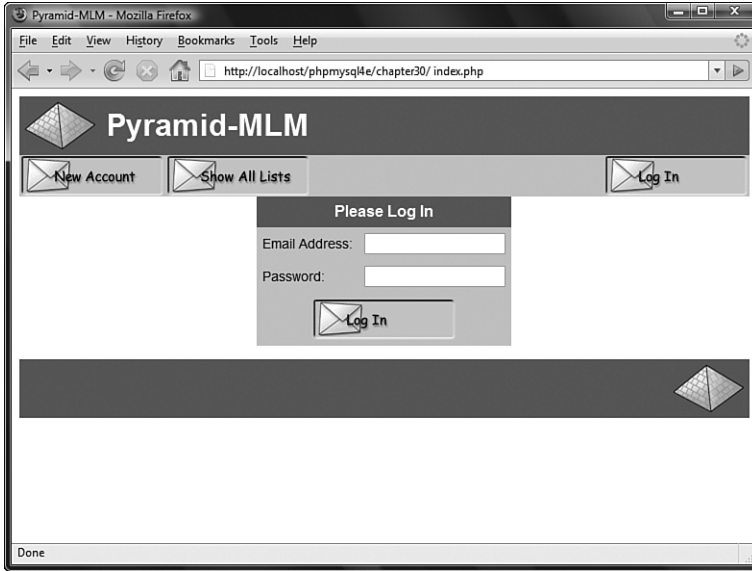 Pyramid-MLM - Mozilla Firefox
File Edit View History Bookmarks Tools Help
http://localhost/phpmysql4e/chapter30/ index.php
Pyramid-MLM
New Account Show All Lists Log In
Please Log In
Email Address:
Password:
Log In
Done